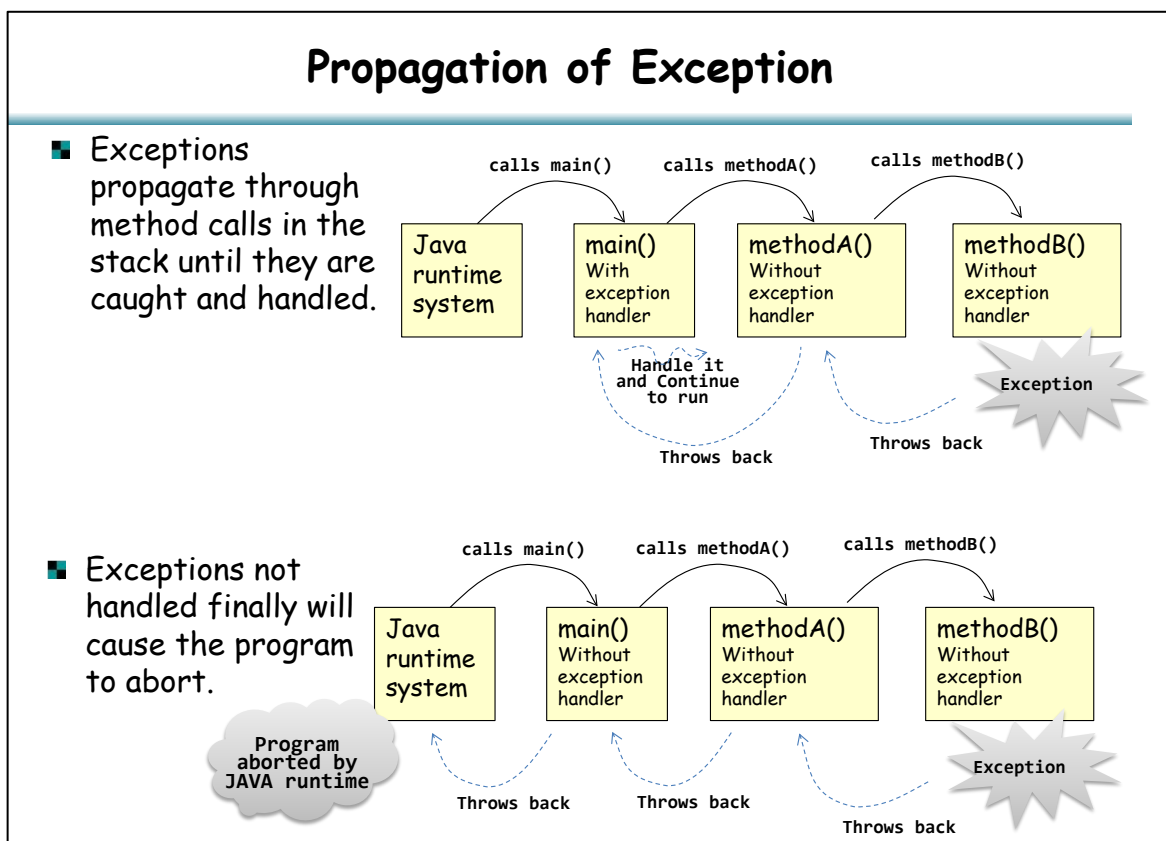 Propagation of Exception
Exceptions
propagate through
method calls in the
stack until they are
caught and handled.
calls main()
calls methodA()
calls methodB()
Java
runtime
system
main()
With
exception
handler
methodA()
Without
exception
handler
methodB()
Without
exception
handler
Handle it
and Continue
to run
Exception
Throws back
Throws back
Exceptions not
handled finally will
cause the program
to abort.
calls main()
calls methodA()
calls methodB()
Java
runtime
system
main()
Without
exception
handler
methodA()
Without
exception
handler
methodB()
Without
exception
handler
Program
aborted by
JAVA runtime
Exception
Throws back
Throws back
Throws back